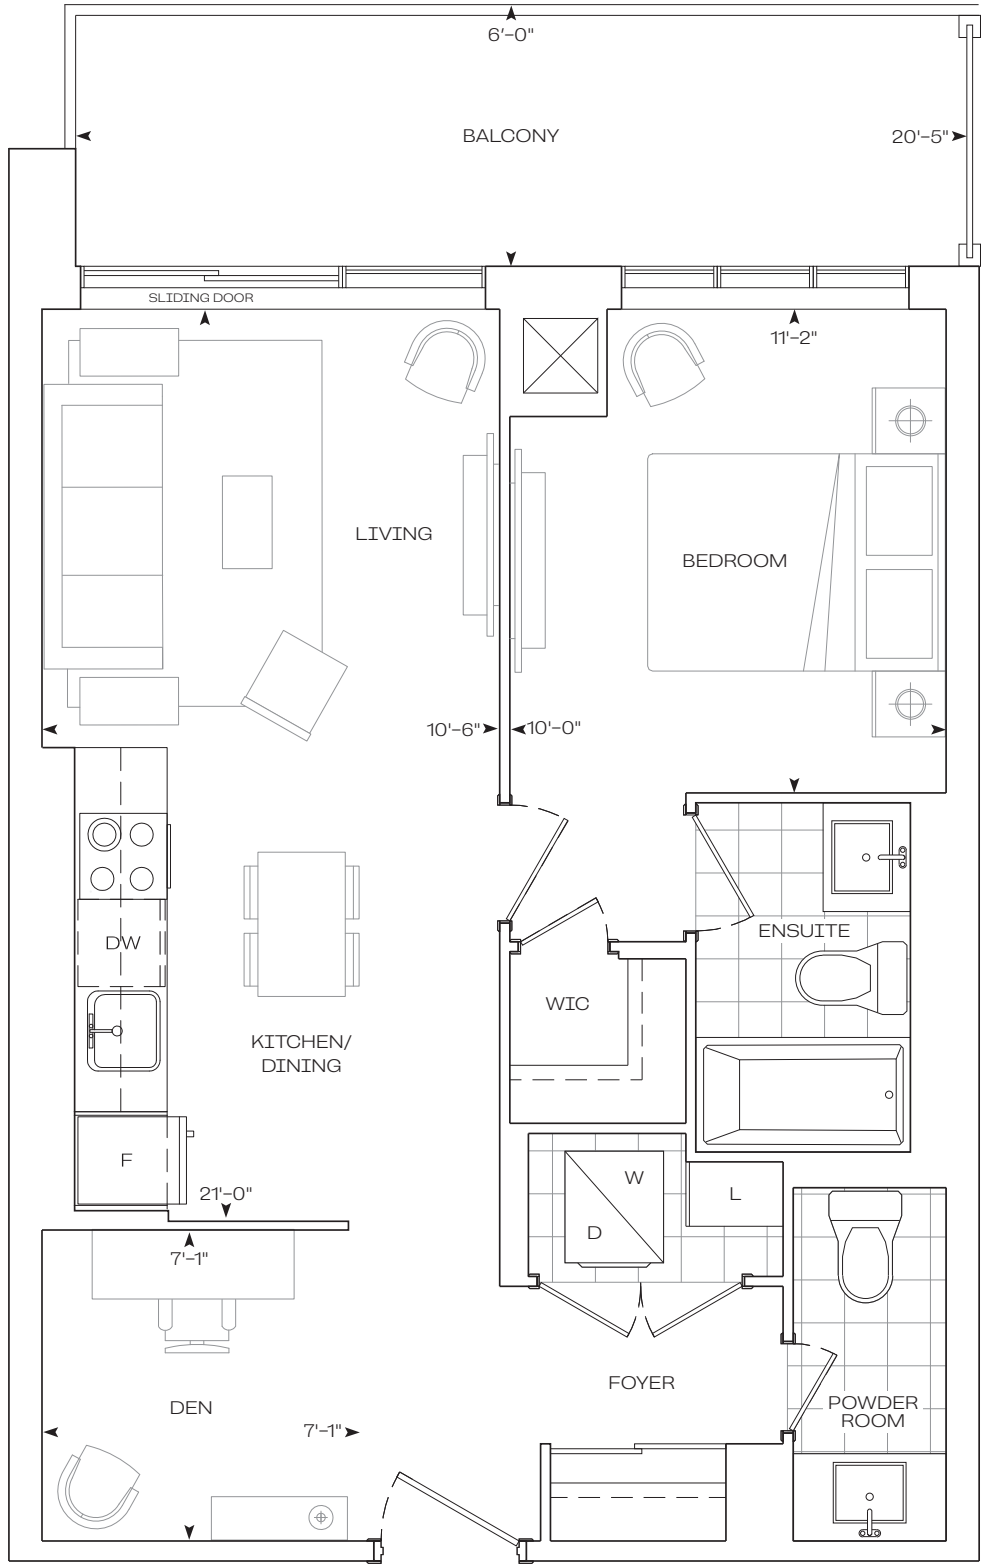 6'-0"
BALCONY
20'-5"
SLIDING DOOR
11'-2"
LIVING
BEDROOM
10'-6"
10'-0"
DW
ENSUITE
WIC
KITCHEN/
DINING
F
W
L
21'-0"
D
7'-1"
FOYER
DEN
POWDER
ROOM
7'-1"